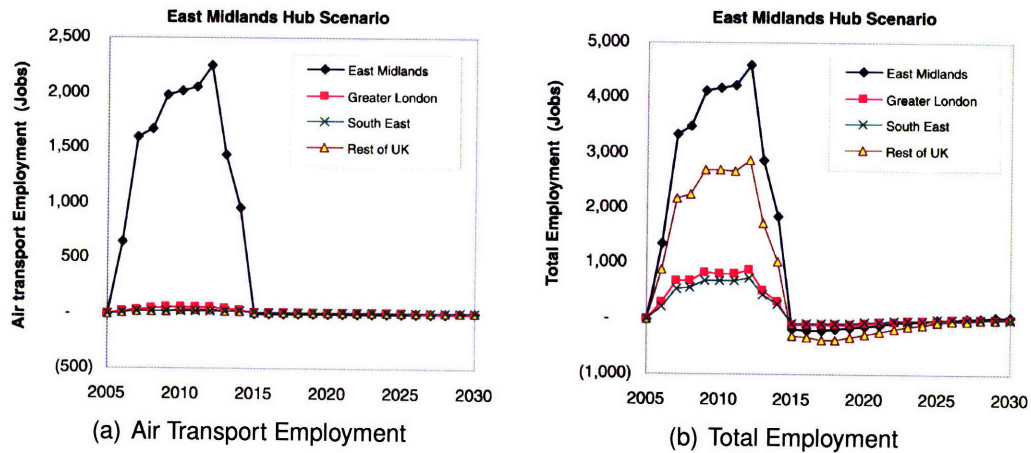 East Midlands Hub Scenario
Air transport Employment (Jobs)
2,500
2,000
1,500
1,000
500
-
(500)
East Midlands
Greater London
South East
Rest of UK
2005 2010 2015 2020 2025 2030
(a) Air Transport Employment
East Midlands Hub Scenario
Total Employment (Jobs)
5,000
4,000
3,000
2,000
1,000
-
(1,000)
East Midlands
Greater London
South East
Rest of UK
2005 2010 2015 2020 2025 2030
(b) Total Employment